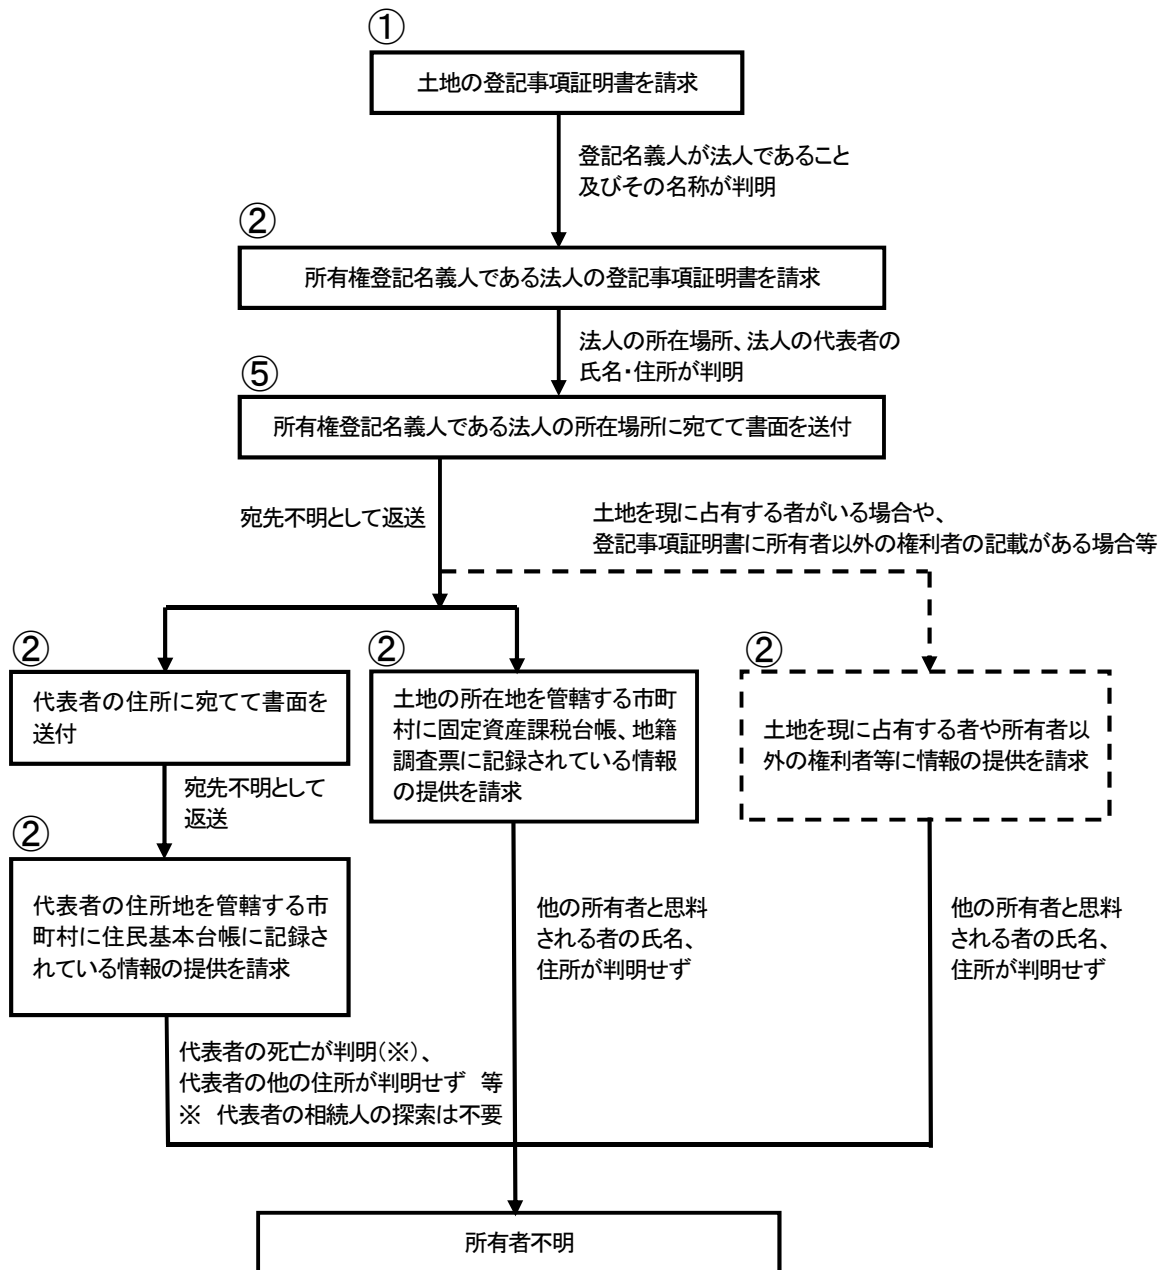 ①
土地の登記事項証明書を請求
登記名義人が法人であること
及びその名称が判明
②
所有権登記名義人である法人の登記事項証明書を請求
法人の所在場所、法人の代表者の
氏名・住所が判明
⑤
所有権登記名義人である法人の所在場所に宛てて書面を送付
宛先不明として返送
土地を現に占有する者がいる場合や、
登記事項証明書に所有者以外の権利者の記載がある場合等
②
代表者の住所に宛てて書面を
送付
②
土地の所在地を管轄する市町
村に固定資産課税台帳、地籍
調査票に記録されている情報
の提供を請求
②
土地を現に占有する者や所有者以
外の権利者等に情報の提供を請求
宛先不明として
返送
②
代表者の住所地を管轄する市
町村に住民基本台帳に記録さ
れている情報の提供を請求
他の所有者と思料
される者の氏名、
住所が判明せず
他の所有者と思料
される者の氏名、
住所が判明せず
代表者の死亡が判明(※)、
代表者の他の住所が判明せず 等
※ 代表者の相続人の探索は不要
所有者不明